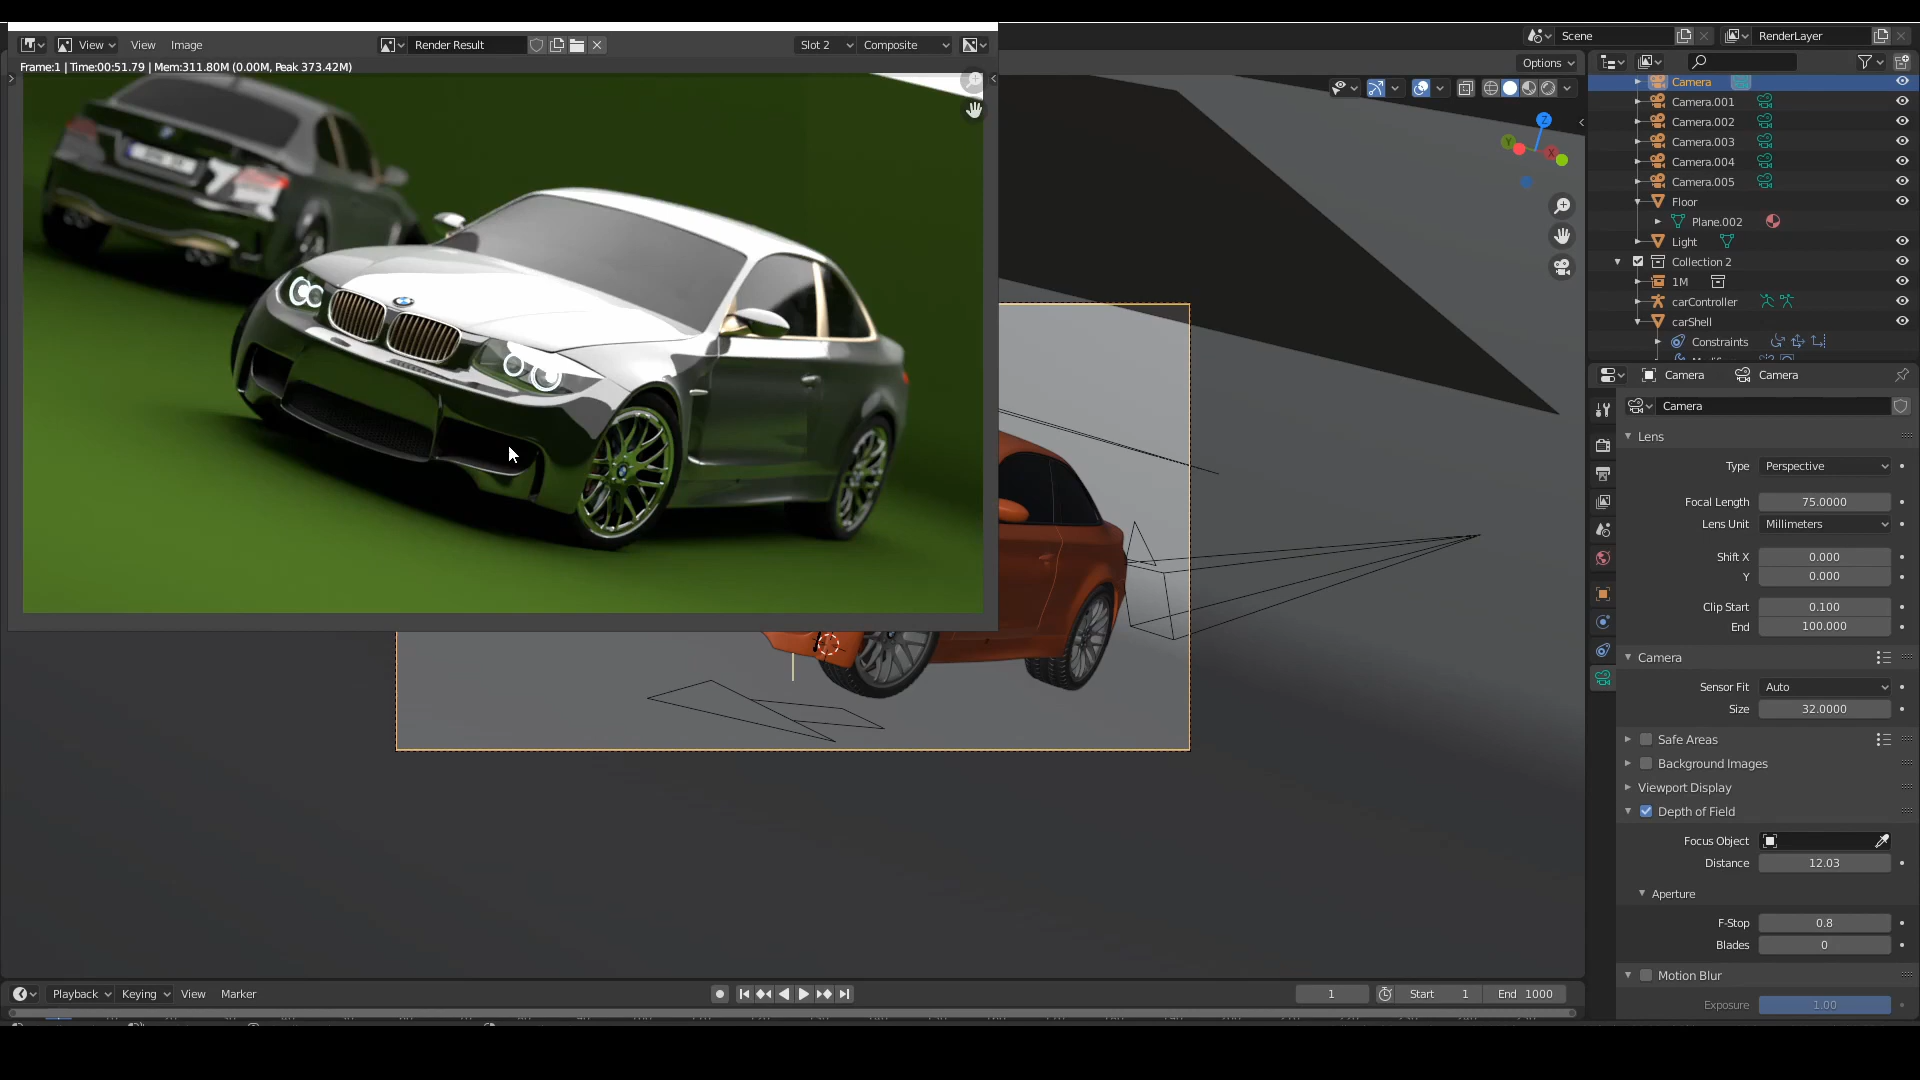 View
View
Image
Render Result
Slot 2
Composite
Scene
RenderLayer
Frame:1 | Time:00:51.79 | Mem:311.80M (0.00M, Peak 373.42M)
Options
Camera
Camera.001
Camera.002
Camera.003
Camera.004
Camera.005
Floor
Plane.002
Light
Collection 2
1M
carController
carShell
Constraints
Z
Y
X
Camera
Camera
Camera
Lens
Type
Perspective
Focal Length
75.0000
Lens Unit
Millimeters
Shift X
0.000
Y
0.000
Clip Start
0.100
End
100.000
Camera
Sensor Fit
Auto
Size
32.0000
Safe Areas
Background Images
Viewport Display
Depth of Field
Focus Object
Distance
12.03
Aperture
F-Stop
0.8
Blades
0
Motion Blur
Exposure
1.00
Playback
Keying
View
Marker
1
Start
1
End
1000